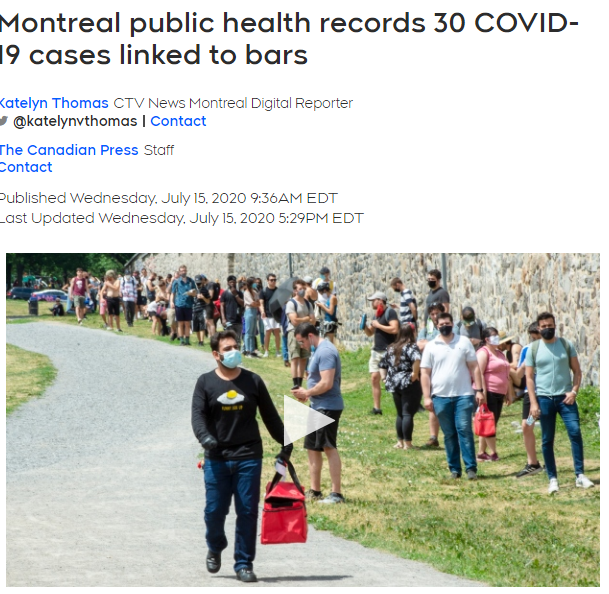 Montreal public health records 30 COVID-
19 cases linked to bars
Katelyn Thomas CTV News Montreal Digital Reporter
@katelynvthomas | Contact
The Canadian Press Staff
Contact
Published Wednesday, July 15, 2020 9:36AM EDT
Last Updated Wednesday, July 15, 2020 5:29PM EDT